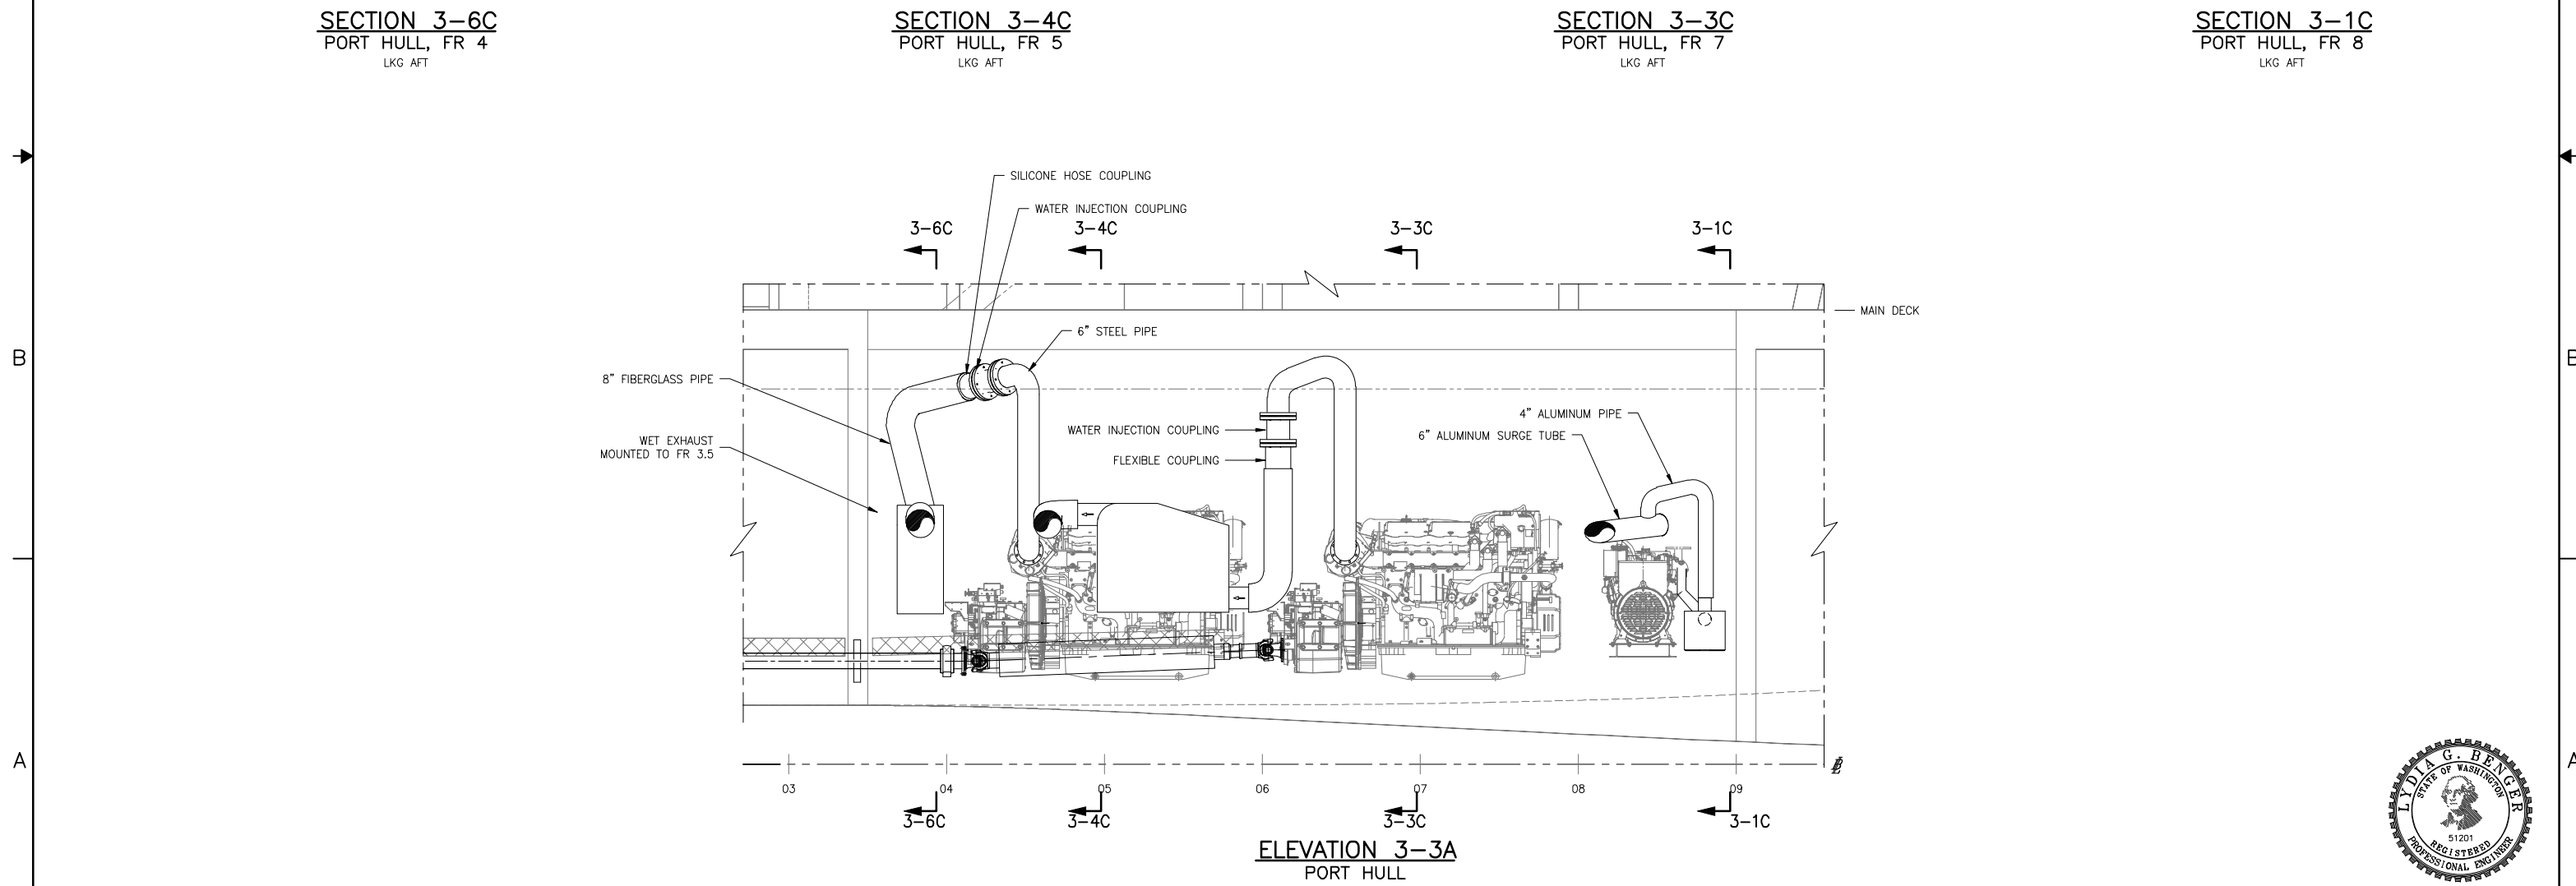 SECTION 3-6C
PORT HULL, FR 4
LKG AFT
SECTION 3-4C
PORT HULL, FR 5
LKG AFT
SECTION 3-3C
PORT HULL, FR 7
LKG AFT
SECTION 3-1C
PORT HULL, FR 8
LKG AFT
SILICONE HOSE COUPLING
WATER INJECTION COUPLING
3-6C
3-4C
3-3C
3-1C
MAIN DECK
6" STEEL PIPE
B
B
8" FIBERGLASS PIPE
4" ALUMINUM PIPE
WATER INJECTION COUPLING
6" ALUMINUM SURGE TUBE
WET EXHAUST
MOUNTED TO FR 3.5
FLEXIBLE COUPLING
A
A
03
04
05
06
07
08
09
3-6C
3-4C
3-3C
3-1C
ELEVATION 3-3A
PORT HULL
LYDIA G. BENGER
STATE OF WASHINGTON
51201
REGISTERED
PROFESSIONAL ENGINEER